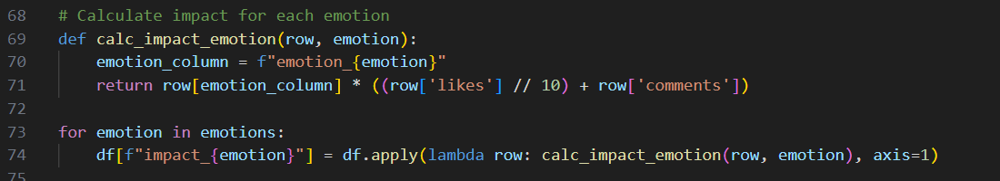 68 # Calculate impact for each emotion
69 def calc_impact_emotion(row, emotion):
70     emotion_column = f"emotion_{emotion}"
71     return row[emotion_column] * ((row['likes'] // 10) + row['comments'])
72
73 for emotion in emotions:
74     df[f"impact_{emotion}"] = df.apply(lambda row: calc_impact_emotion(row, emotion), axis=1)
75